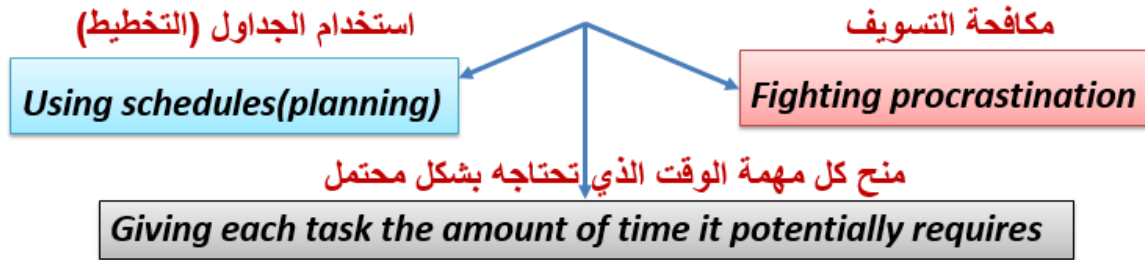 استخدام الجداول (التخطيط)
Using schedules(planning)
مكافحة التسويف
Fighting procrastination
منح كل مهمة الوقت الذي تحتاجه بشكل محتمل
Giving each task the amount of time it potentially requires